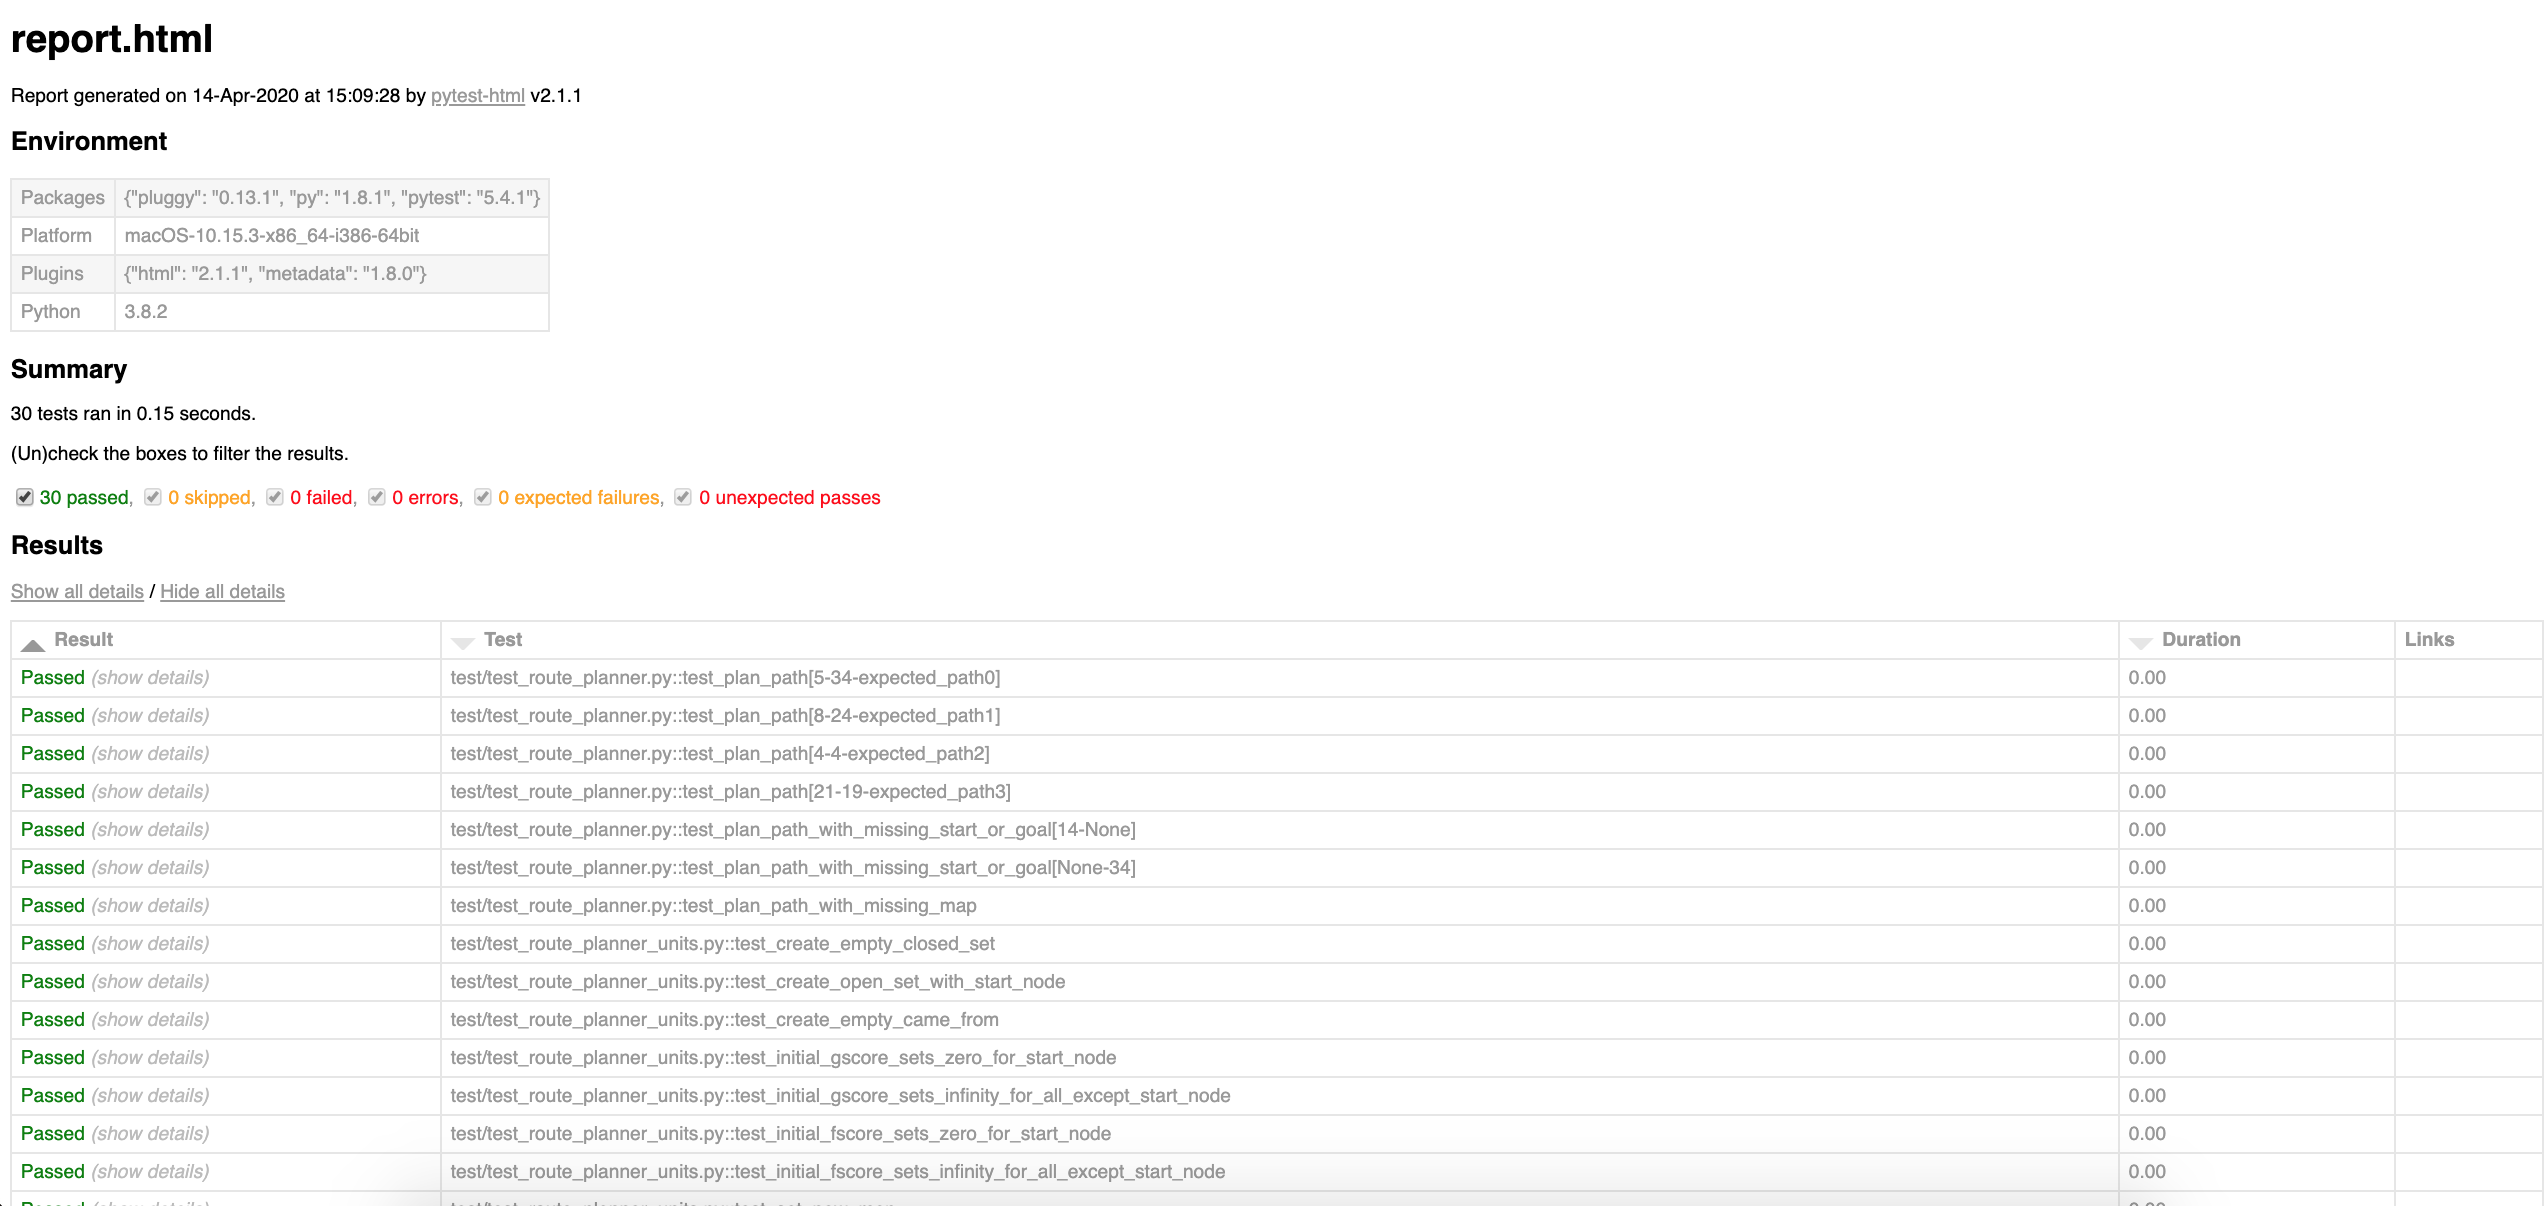 report.html
Report generated on 14-Apr-2020 at 15:09:28 by pytest-html v2.1.1
Environment
Packages {"pluggy": "0.13.1", "py": "1.8.1", "pytest": "5.4.1"}
Platform macOS-10.15.3-x86_64-i386-64bit
Plugins {"html": "2.1.1", "metadata": "1.8.0"}
Python 3.8.2
Summary
30 tests ran in 0.15 seconds.
(Un)check the boxes to filter the results.
30 passed, 0 skipped, 0 failed, 0 errors, 0 expected failures, 0 unexpected passes
Results
Show all details / Hide all details
Result Test Duration Links
Passed (show details) test/test_route_planner.py::test_plan_path[5-34-expected_path0] 0.00
Passed (show details) test/test_route_planner.py::test_plan_path[8-24-expected_path1] 0.00
Passed (show details) test/test_route_planner.py::test_plan_path[4-4-expected_path2] 0.00
Passed (show details) test/test_route_planner.py::test_plan_path[21-19-expected_path3] 0.00
Passed (show details) test/test_route_planner.py::test_plan_path_with_missing_start_or_goal[14-None] 0.00
Passed (show details) test/test_route_planner.py::test_plan_path_with_missing_start_or_goal[None-34] 0.00
Passed (show details) test/test_route_planner.py::test_plan_path_with_missing_map 0.00
Passed (show details) test/test_route_planner_units.py::test_create_empty_closed_set 0.00
Passed (show details) test/test_route_planner_units.py::test_create_open_set_with_start_node 0.00
Passed (show details) test/test_route_planner_units.py::test_create_empty_came_from 0.00
Passed (show details) test/test_route_planner_units.py::test_initial_gscore_sets_zero_for_start_node 0.00
Passed (show details) test/test_route_planner_units.py::test_initial_gscore_sets_infinity_for_all_except_start_node 0.00
Passed (show details) test/test_route_planner_units.py::test_initial_fscore_sets_zero_for_start_node 0.00
Passed (show details) test/test_route_planner_units.py::test_initial_fscore_sets_infinity_for_all_except_start_node 0.00